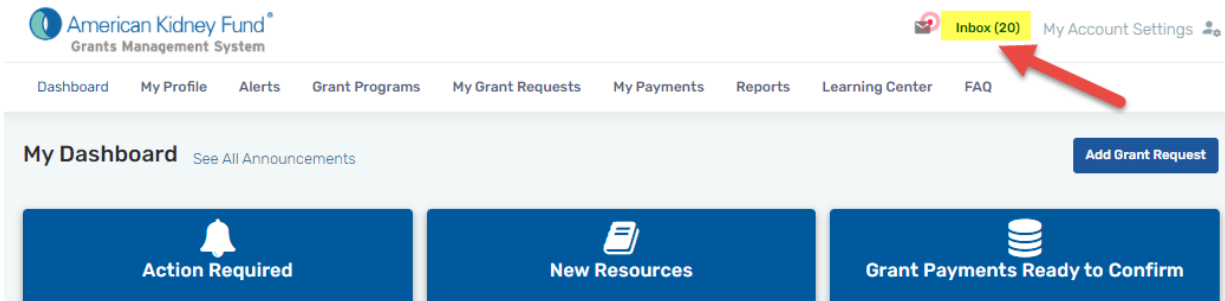 American Kidney Fund®
Grants Management System
Inbox (20) My Account Settings
Dashboard My Profile Alerts Grant Programs My Grant Requests My Payments Reports Learning Center FAQ
My Dashboard See All Announcements Add Grant Request
Action Required New Resources Grant Payments Ready to Confirm